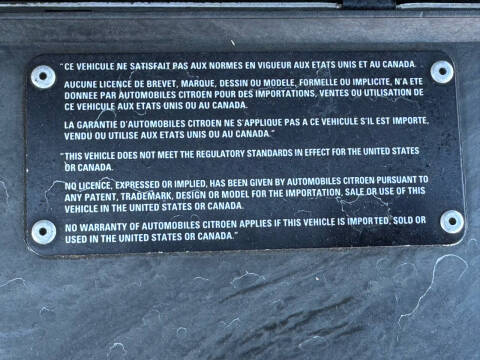 "CE VEHICULE NE SATISFAIT PAS AUX NORMES EN VIGUEUR AUX ETATS UNIS ET AU CANADA.
AUCUNE LICENCE DE BREVET, MARQUE, DESSIN OU MODELE, FORMELLE OU IMPLICITE, N'A ETE
DONNEE PAR AUTOMOBILES CITROEN POUR DES IMPORTATIONS, VENTES OU UTILISATION DE
CE VEHICULE AUX ETATS UNIS OU AU CANADA.
LA GARANTIE D'AUTOMOBILES CITROEN NE S'APPLIQUE PAS A CE VEHICULE S'IL EST IMPORTE,
VENDU OU UTILISE AUX ETATS UNIS OU AU CANADA."
"THIS VEHICLE DOES NOT MEET THE REGULATORY STANDARDS IN EFFECT FOR THE UNITED STATES
OR CANADA.
NO LICENCE, EXPRESSED OR IMPLIED, HAS BEEN GIVEN BY AUTOMOBILES CITROEN PURSUANT TO
ANY PATENT, TRADEMARK, DESIGN OR MODEL FOR THE IMPORTATION, SALE OR USE OF THIS
VEHICLE IN THE UNITED STATES OR CANADA.
NO WARRANTY OF AUTOMOBILES CITROEN APPLIES IF THIS VEHICLE IS IMPORTED, SOLD OR
USED IN THE UNITED STATES OR CANADA."